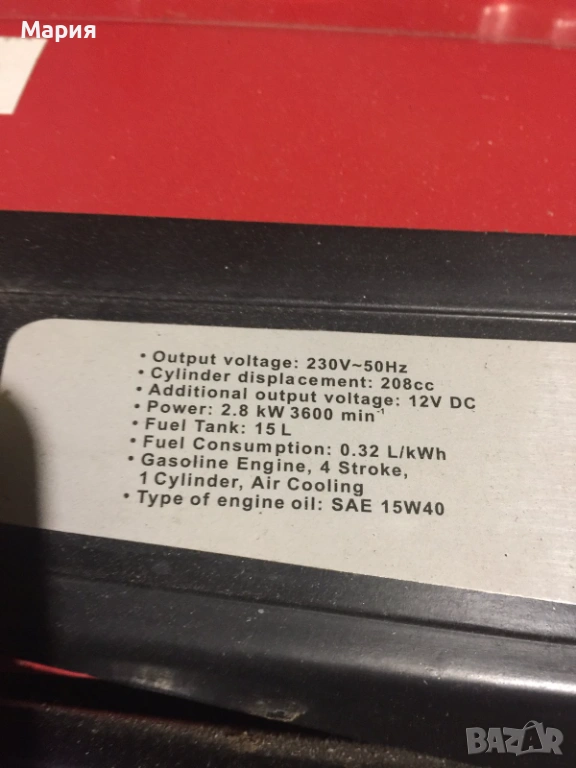 Мария
• Output voltage: 230V~50Hz
• Cylinder displacement: 208cc
• Additional output voltage: 12V DC
• Power: 2.8 kW 3600 min⁻¹
• Fuel Tank: 15 L
• Fuel Consumption: 0.32 L/kWh
• Gasoline Engine, 4 Stroke,
1 Cylinder, Air Cooling
• Type of engine oil: SAE 15W40
BAZAR